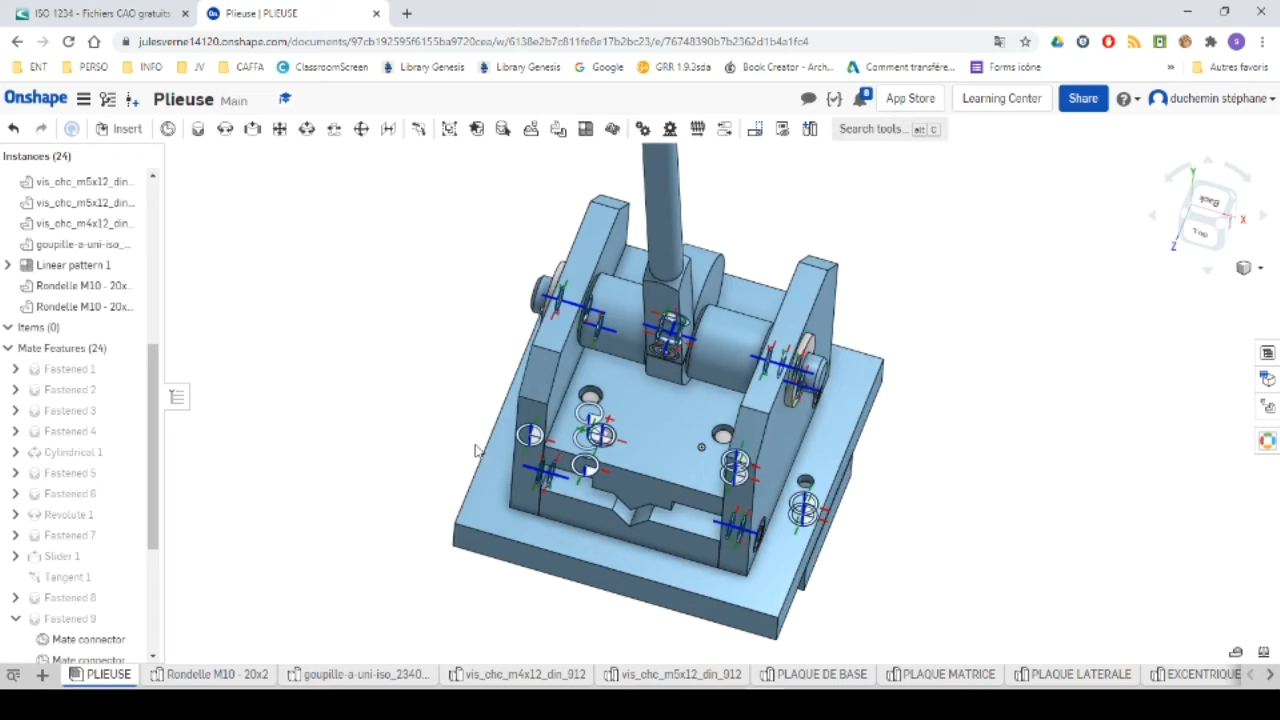 ISO 1234 - Fichiers CAO gratuits
Plieuse | PLIEUSE
julesverne14120.onshape.com/documents/97cb192595f6155ba9720cea/w/6138e2b7c811fe8e17b2bc23/e/76748390b7b2362d1b4a1fc4
ENT
PERSO
INFO
JV
CAFFA
ClassroomScreen
Library Genesis
Library Genesis
Google
GRR 1.9.3sda
Book Creator - Arch...
Comment transfére...
Forms icône
»
Autres favoris
Onshape
Plieuse Main
App Store
Learning Center
Share
duchemin stéphane
Insert
Search tools... alt C
Instances (24)
vis_chc_m5x12_din...
vis_chc_m5x12_din...
vis_chc_m4x12_din...
goupille-a-uni-iso_...
Linear pattern 1
Rondelle M10 - 20x...
Rondelle M10 - 20x...
Items (0)
Mate Features (24)
Fastened 1
Fastened 2
Fastened 3
Fastened 4
Cylindrical 1
Fastened 5
Fastened 6
Revolute 1
Fastened 7
Slider 1
Tangent 1
Fastened 8
Fastened 9
Mate connector
Mate connector
Y
Back
X
Top
Z
PLIEUSE
Rondelle M10 - 20x2
goupille-a-uni-iso_2340...
vis_chc_m4x12_din_912
vis_chc_m5x12_din_912
PLAQUE DE BASE
PLAQUE MATRICE
PLAQUE LATERALE
EXCENTRIQUE